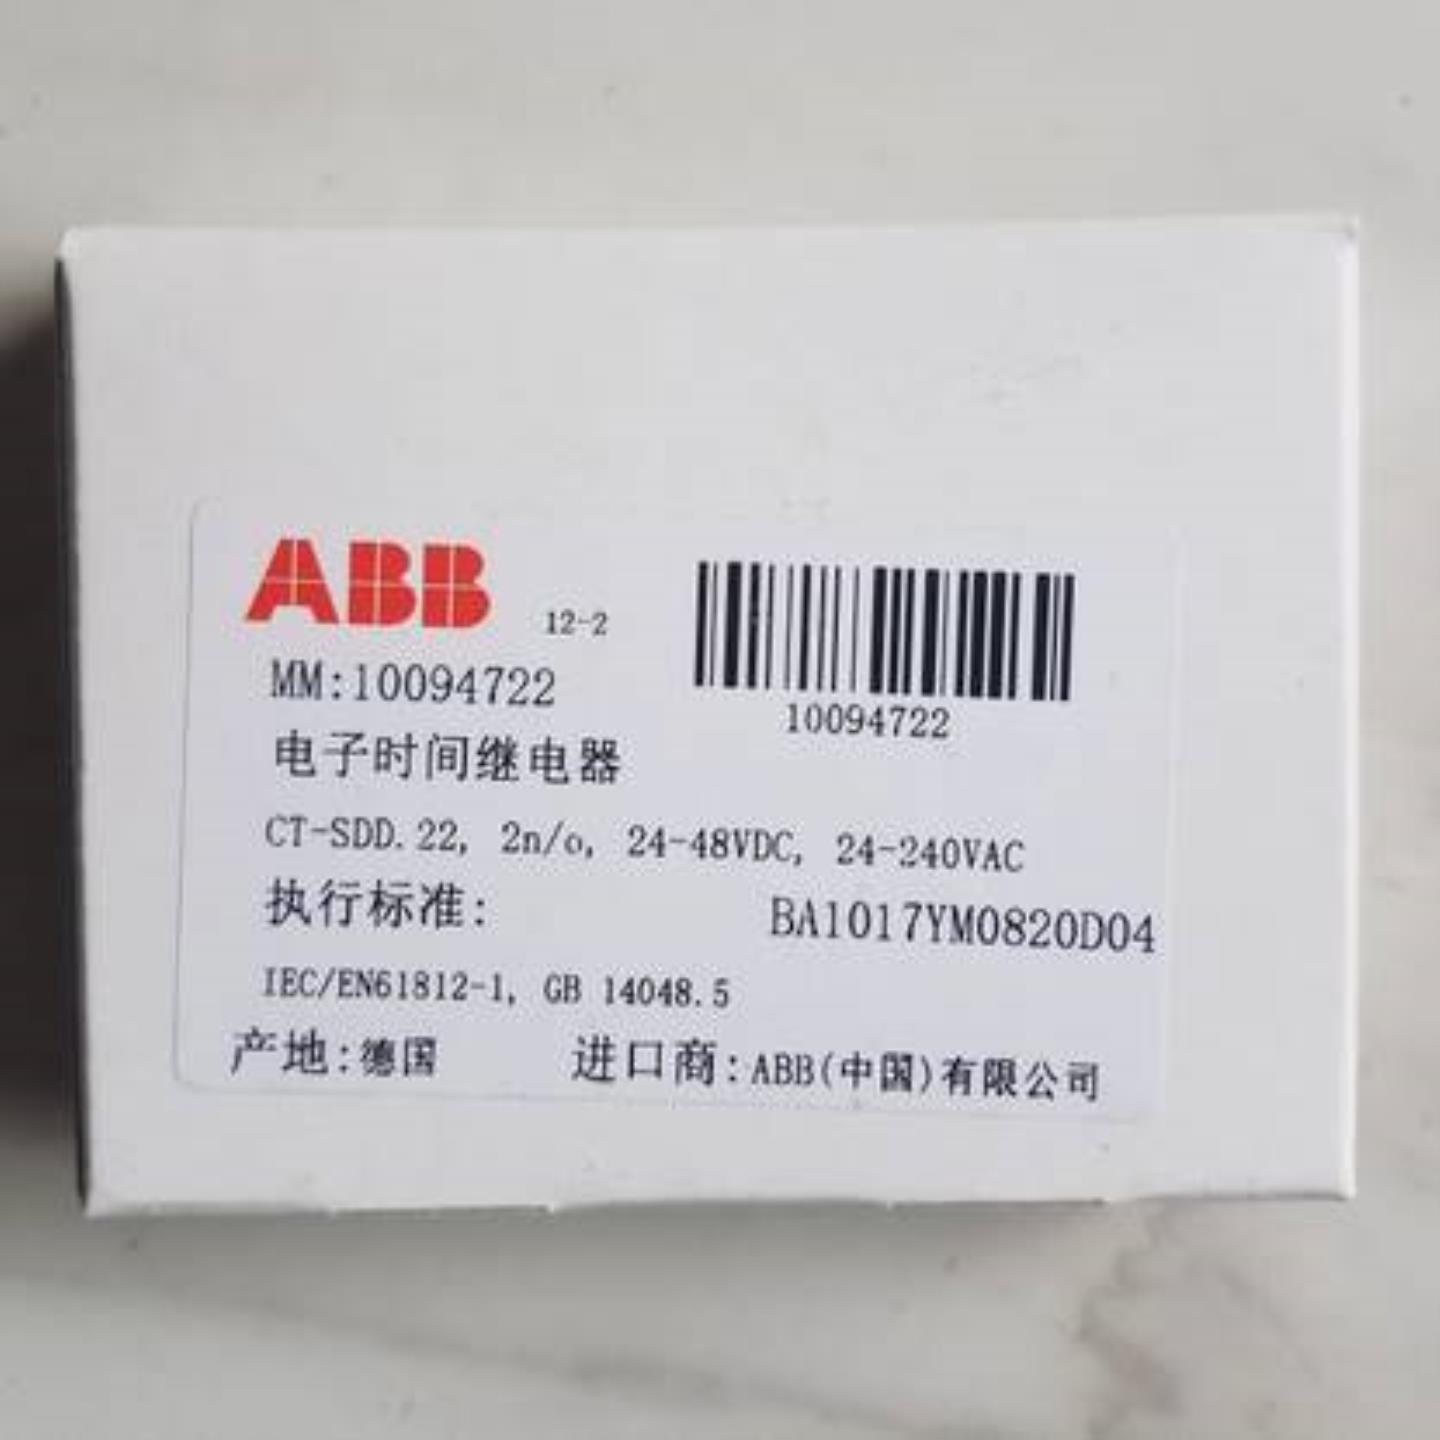 ABB
12-2
MM:10094722
10094722
电子时间继电器
CT-SDD.22, 2n/o, 24-48VDC, 24-240VAC
执行标准:
BA1017YM0820D04
IEC/EN61812-1, GB 14048.5
产地:德国 进口商:ABB(中国)有限公司